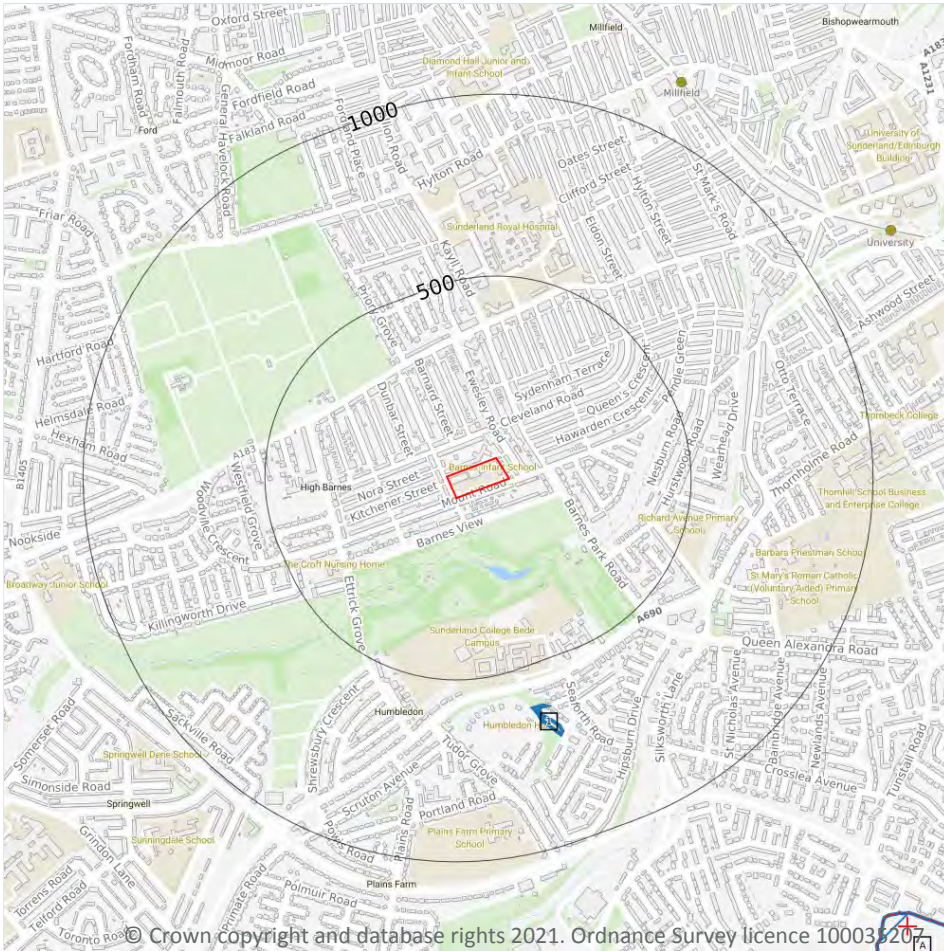 Oxford Street
Millfield
Bishopwearmouth
Midmoor Road
Diamond Hall Junior and
Infant School
Fordham Road
Falmouth Road
General Havelock Road
Fordfield Road
Millfield
A1231
Ford
Falkland Road
1000
Hylton Road
University of
Sunderland/Edinburgh
Building
Oates Street
Clifford Street
Hylton Street
St Mark's Road
Friar Road
Sunderland Royal Hospital
Eldon Street
University
Kayll Road
500
Priory Grove
Ashwood Street
Hartford Road
Helmsdale Road
Hexham Road
B1405
A183
Dunbar Street
Barnard Street
Ewesley Road
Sydenham Terrace
Queen's Crescent
Cleveland Road
Hawarden Crescent
Pendle Green
Otto Terrace
Thornbeck College
Nesburn Road
Hurstwood Road
Wearhead Drive
Thornholme Road
Westfield Grove
Woodville Crescent
High Barnes
Nora Street
Kitchener Street
Mount Road
Barnes View
Barnes Park Road
Thornhill School Business
and Enterprise College
Nookside
Richard Avenue Primary
School
Barbara Priestman School
St Mary's Roman Catholic
(Voluntary Aided) Primary
School
Broadway Junior School
The Croft Nursing Home
Killingworth Drive
Ettrick Grove
Sunderland College Bede
Campus
A690
Queen Alexandra Road
Humbledon
Seaforth Road
Silksworth Lane
Hipsburn Drive
St Nicholas Avenue
Bainbridge Avenue
Newlands Avenue
Somerset Road
Sackville Road
Shrewsbury Crescent
Springwell Dene School
Tudor Grove
Scruton Avenue
Crosslea Avenue
Tunstall Road
Simonside Road
Springwell
Portland Road
Plains Road
Plains Farm Primary
School
Sunningdale School
Grindon Lane
Powis Road
Plains Farm
Polmuir Road
Torrens Road
Telford Road
Toronto Road
A
© Crown copyright and database rights 2021. Ordnance Survey licence 100035207.